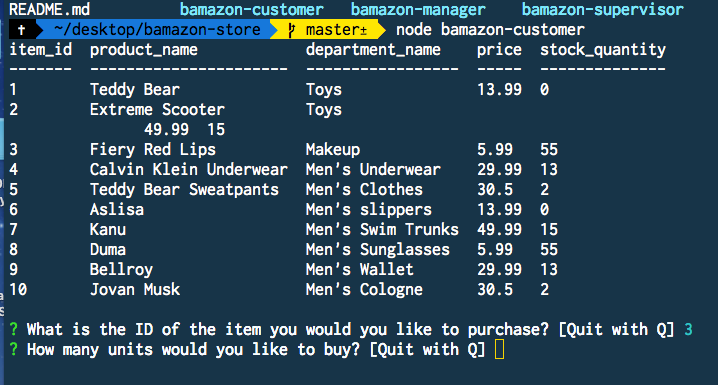 README.md bamazon-customer bamazon-manager bamazon-supervisor
✝ ~/desktop/bamazon-store master± node bamazon-customer
item_id product_name department_name price stock_quantity
------- ---------------------- ----------------- ----- --------------
1 Teddy Bear Toys 13.99 0
2 Extreme Scooter Toys
49.99 15
3 Fiery Red Lips Makeup 5.99 55
4 Calvin Klein Underwear Men's Underwear 29.99 13
5 Teddy Bear Sweatpants Men's Clothes 30.5 2
6 Aslisa Men's slippers 13.99 0
7 Kanu Men's Swim Trunks 49.99 15
8 Duma Men's Sunglasses 5.99 55
9 Bellroy Men's Wallet 29.99 13
10 Jovan Musk Men's Cologne 30.5 2
? What is the ID of the item you would you like to purchase? [Quit with Q] 3
? How many units would you like to buy? [Quit with Q]